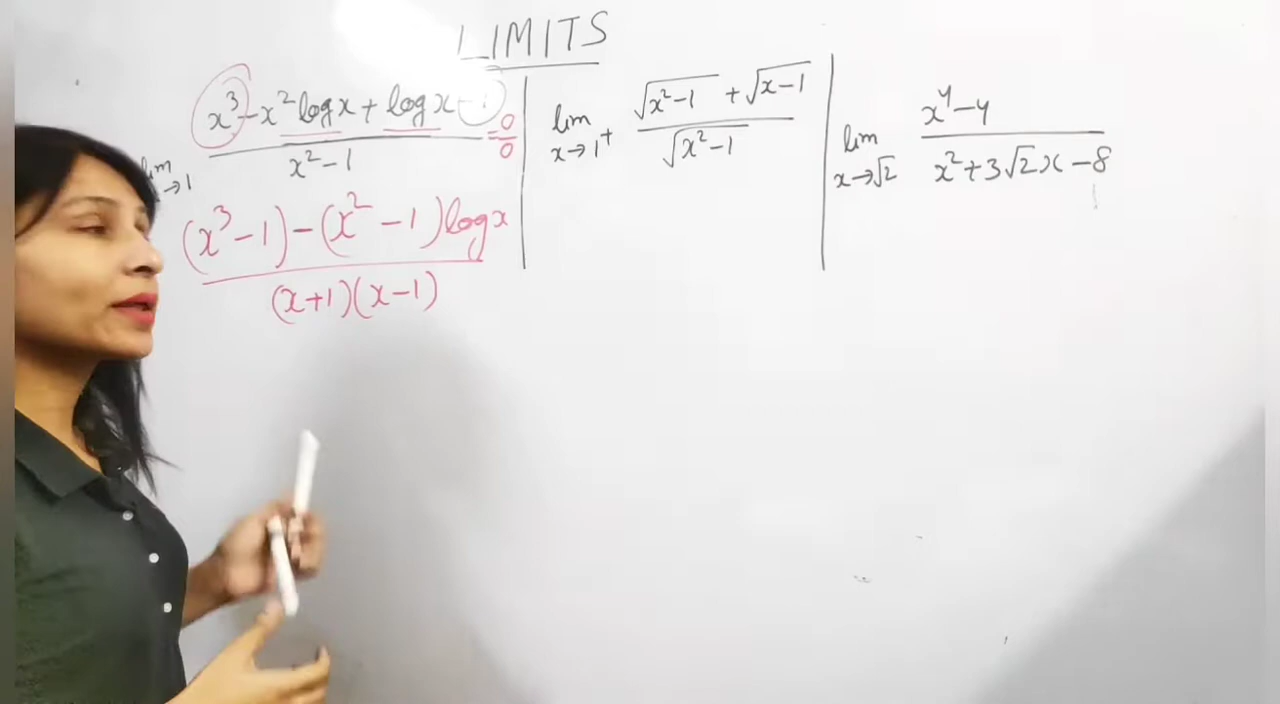 LIMITS
lim x→1 (x³ - x² log x + log x - 1) / (x² - 1) = 0/0
(x³ - 1) - (x² - 1) log x / (x + 1)(x - 1)
lim x→1⁺ (√(x² - 1) + √(x - 1)) / √(x² - 1)
lim x→√2 (x⁴ - 4) / (x² + 3√2x - 8)